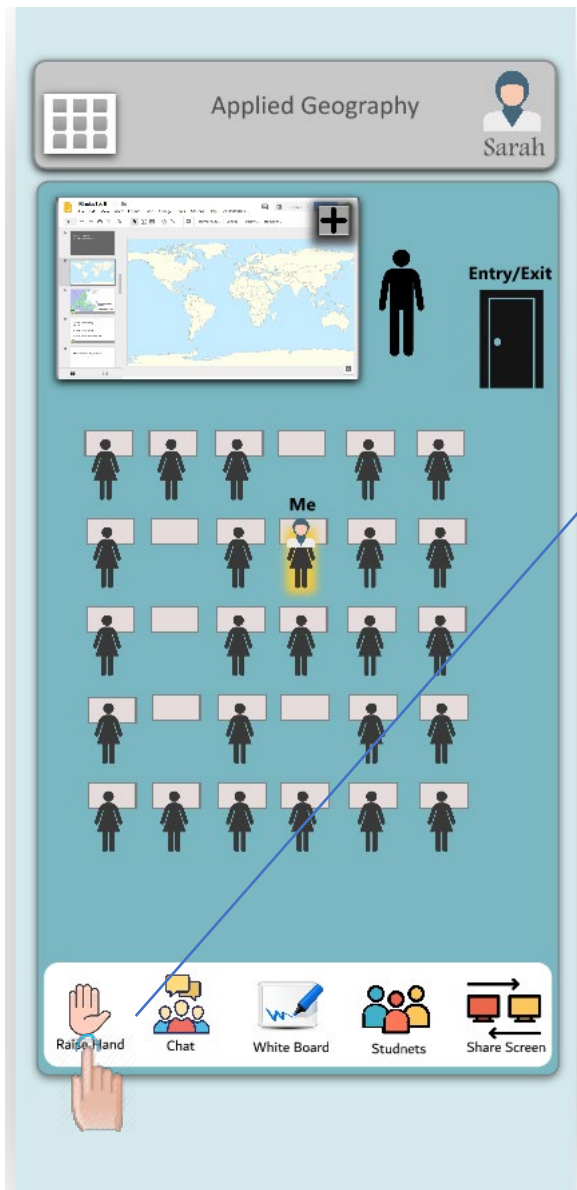 Applied Geography
Sarah
Entry/Exit
Me
Raise Hand
Chat
White Board
Studnets
Share Screen